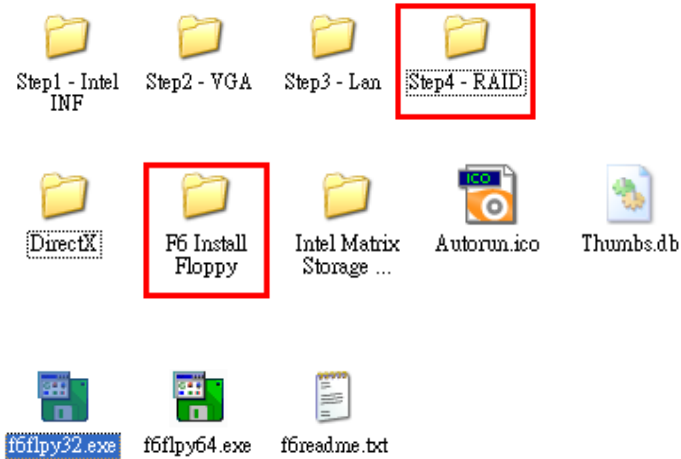 Step1 - Intel INF
Step2 - VGA
Step3 - Lan
Step4 - RAID
DirectX
F6 Install Floppy
Intel Matrix Storage ...
ICO
Autorun.ico
Thumbs.db
f6flpy32.exe
f6flpy64.exe
f6readme.txt